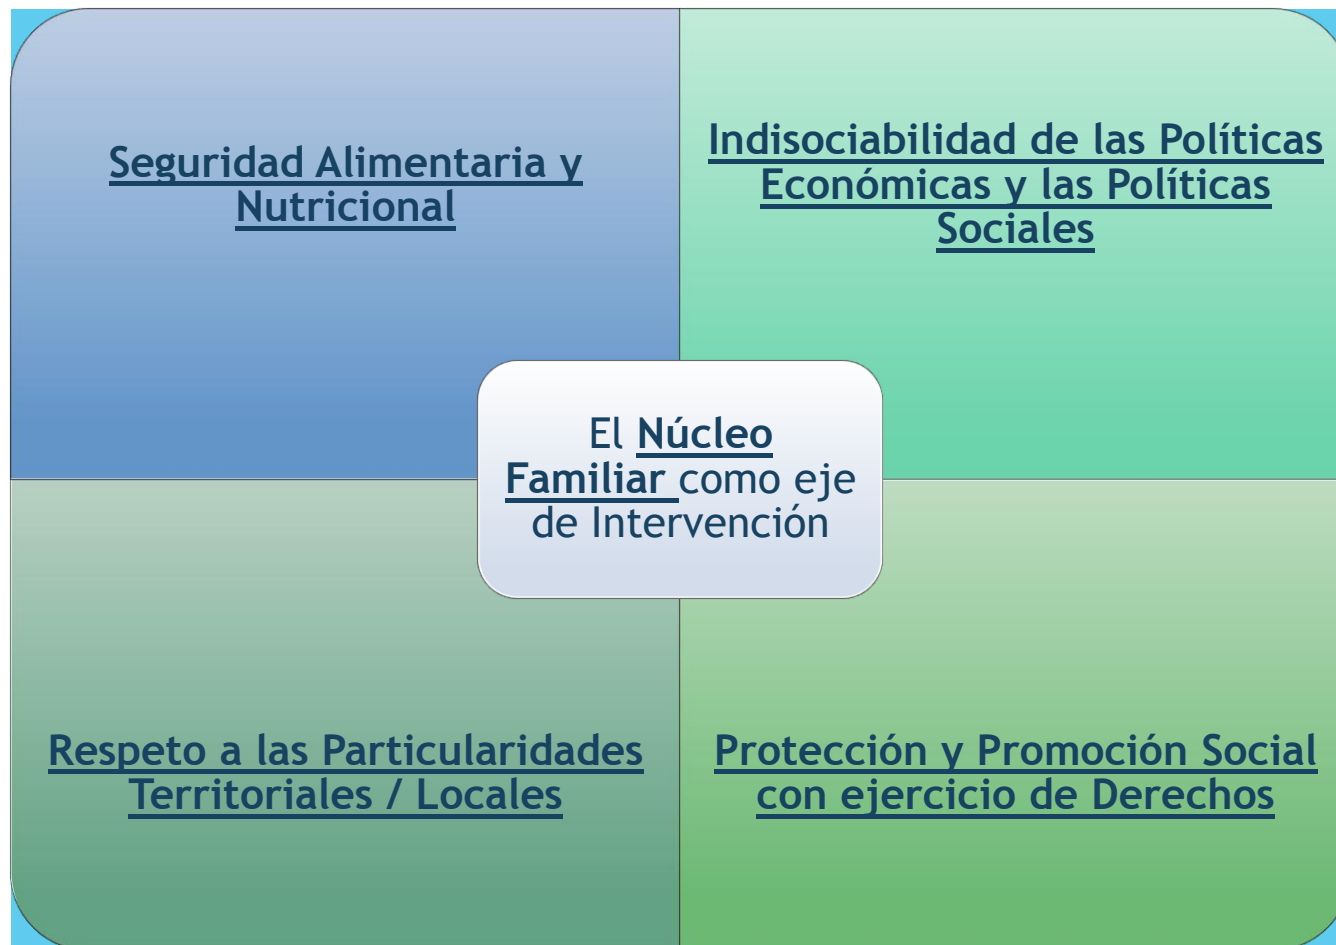 Seguridad Alimentaria y
Nutricional
Indisociabilidad de las Políticas
Económicas y las Políticas
Sociales
El Núcleo
Familiar como eje
de Intervención
Respeto a las Particularidades
Territoriales / Locales
Protección y Promoción Social
con ejercicio de Derechos